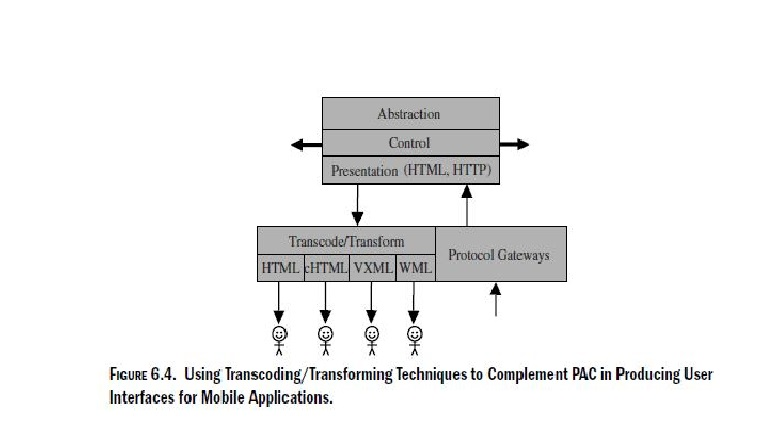 Abstraction
Control
Presentation (HTML, HTTP)
Transcode/Transform
HTML cHTML VXML WML
Protocol Gateways
FIGURE 6.4. Using Transcoding/Transforming Techniques to Complement PAC in Producing User
Interfaces for Mobile Applications.